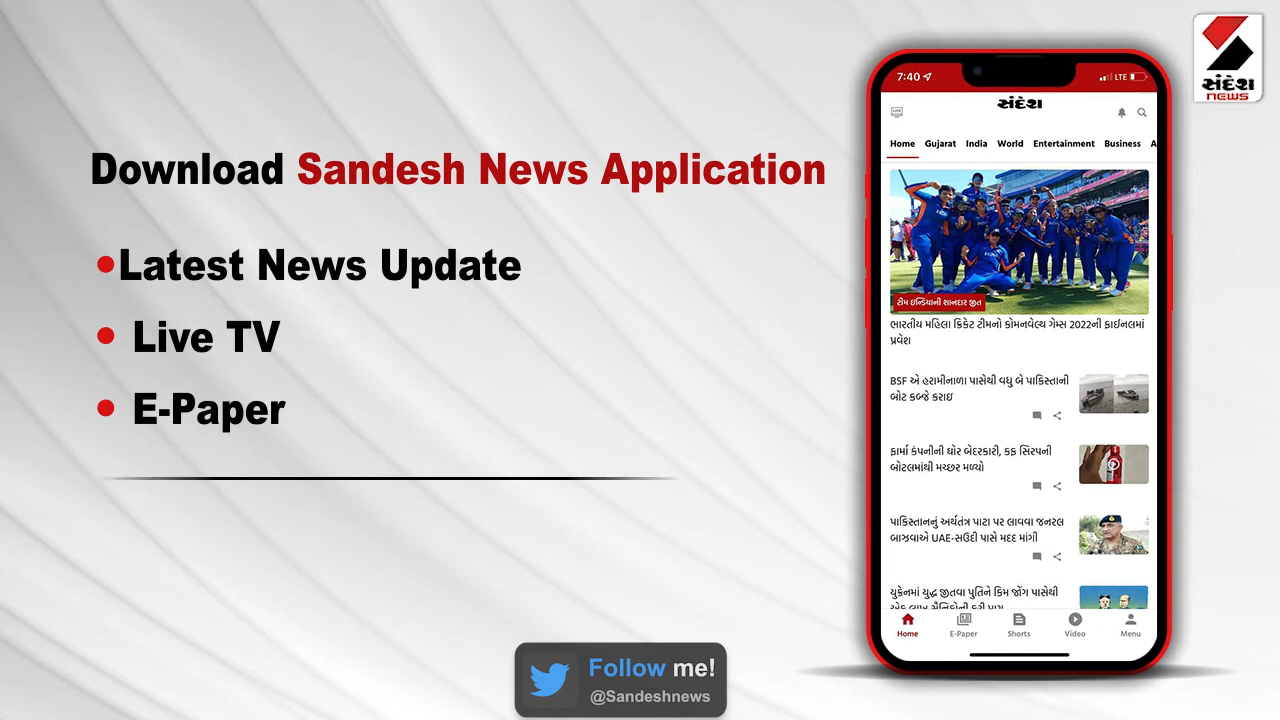 સંદેશ
NEWS
Download Sandesh News Application
Latest News Update
Live TV
E-Paper
7:40
LTE
LIVE
સંદેશ
Home Gujarat India World Entertainment Business A
ટીમ ઇન્ડિયાની શાનદાર જીત
ભારતીય મહિલા ક્રિકેટ ટીમનો કોમનવેલ્થ ગેમ્સ 2022ની ફાઈનલમાં
પ્રવેશ
BSF એ હરામીનાળા પાસેથી વધુ બે પાકિસ્તાની
બોટ કબ્જે કરાઇ
ફાર્મા કંપનીની ઘોર બેદરકારી, કફ સિરપની
બોટલમાંથી મચ્છર મળ્યો
પાકિસ્તાનનું અર્થતંત્ર પાટા પર લાવવા જનરલ
બાઝવાએ UAE-સઉદી પાસે મદદ માંગી
યુક્રેનમાં યુદ્ધ જીતવા પુતિને કિમ જોંગ પાસેથી
Home E-Paper Shorts Video Menu
Follow me!
@Sandeshnews